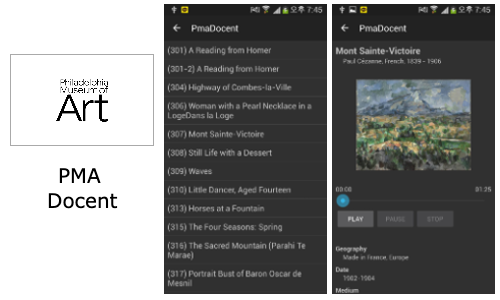 Philadelphia
Museum of
Art
PMA
Docent
7:45
PmaDocent
(301) A Reading from Homer
(301-2) A Reading from Homer
(304) Highway of Combes-la-Ville
(306) Woman with a Pearl Necklace in a
LogeDans la Loge
(307) Mont Sainte-Victoire
(308) Still Life with a Dessert
(309) Waves
(310) Little Dancer, Aged Fourteen
(313) Horses at a Fountain
(315) The Four Seasons: Spring
(316) The Sacred Mountain (Parahi Te
Marae)
(317) Portrait Bust of Baron Oscar de
Mesnil
오후 7:45
PmaDocent
Mont Sainte-Victoire
Paul Cézanne, French, 1839 - 1906
00:00 01:25
PLAY PAUSE STOP
Geography
Made in France, Europe
Date
1902-1904
Medium